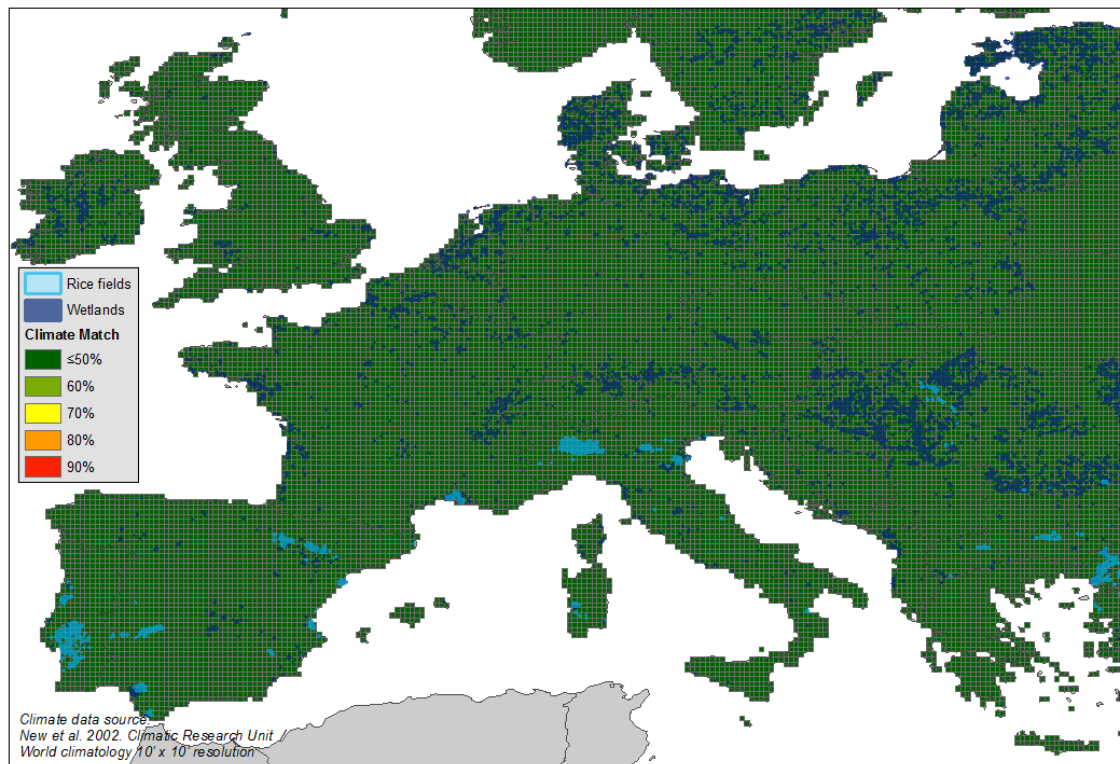 Rice fields
Wetlands
Climate Match
≤50%
60%
70%
80%
90%
Climate data source:
New et al. 2002. Climatic Research Unit
World climatology 10' x 10' resolution